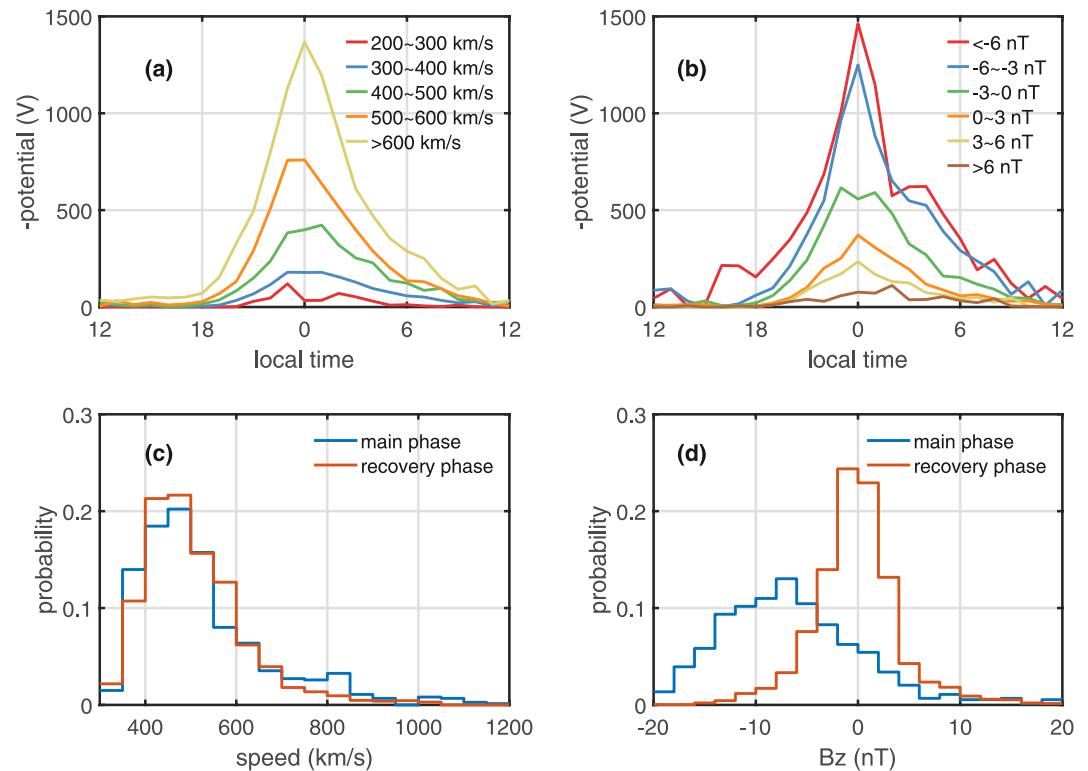 1500
1000
500
0
-potential (V)
(a)
200~300 km/s
300~400 km/s
400~500 km/s
500~600 km/s
>600 km/s
12 18 0 6 12
local time
1500
1000
500
0
-potential (V)
(b)
<-6 nT
-6~-3 nT
-3~0 nT
0~3 nT
3~6 nT
>6 nT
12 18 0 6 12
local time
0.3
0.2
0.1
0
probability
(c)
main phase
recovery phase
400 600 800 1000 1200
speed (km/s)
0.3
0.2
0.1
0
probability
(d)
main phase
recovery phase
-20 -10 0 10 20
Bz (nT)